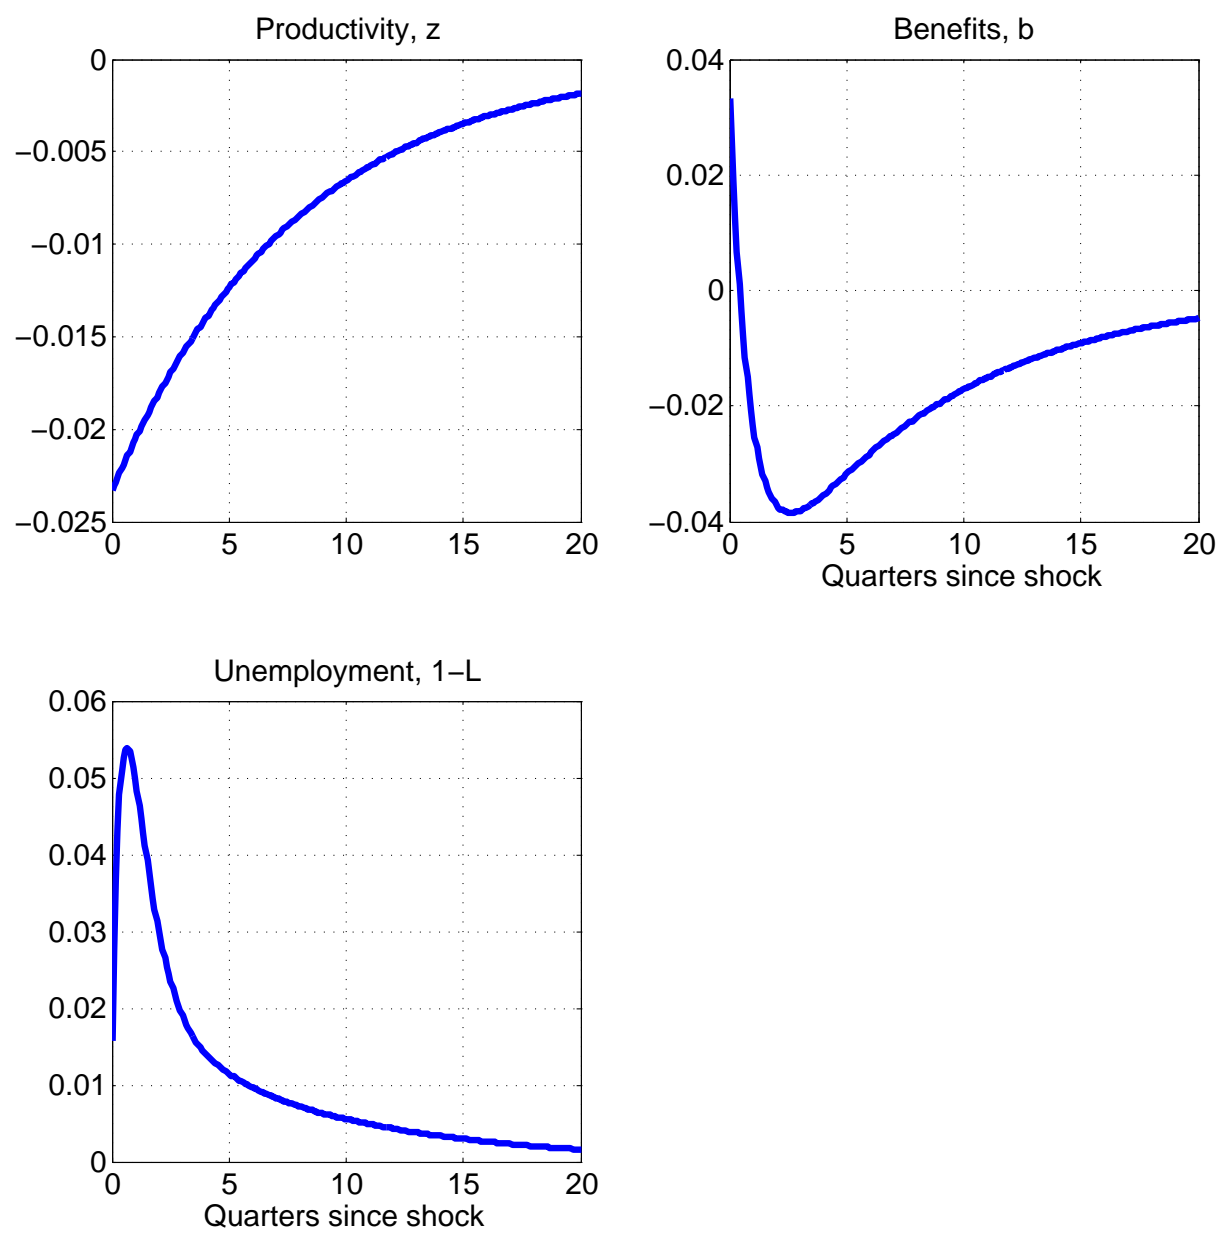 Productivity, z
0
−0.005
−0.01
−0.015
−0.02
−0.025
0 5 10 15 20
Benefits, b
0.04
0.02
0
−0.02
−0.04
0 5 10 15 20
Quarters since shock
Unemployment, 1−L
0.06
0.05
0.04
0.03
0.02
0.01
0
0 5 10 15 20
Quarters since shock